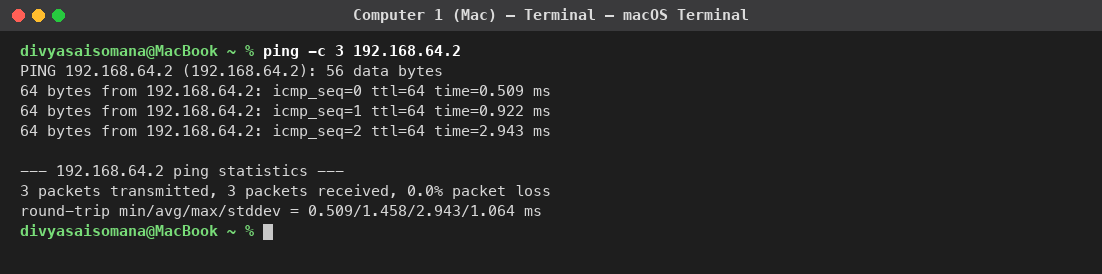 Computer 1 (Mac) — Terminal — macOS Terminal
divyasaisomana@MacBook ~ % ping -c 3 192.168.64.2
PING 192.168.64.2 (192.168.64.2): 56 data bytes
64 bytes from 192.168.64.2: icmp_seq=0 ttl=64 time=0.509 ms
64 bytes from 192.168.64.2: icmp_seq=1 ttl=64 time=0.922 ms
64 bytes from 192.168.64.2: icmp_seq=2 ttl=64 time=2.943 ms
--- 192.168.64.2 ping statistics ---
3 packets transmitted, 3 packets received, 0.0% packet loss
round-trip min/avg/max/stddev = 0.509/1.458/2.943/1.064 ms
divyasaisomana@MacBook ~ %